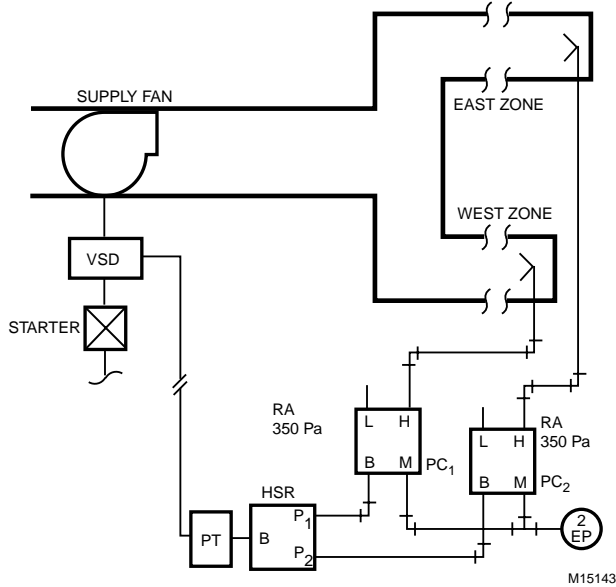 SUPPLY FAN
EAST ZONE
WEST ZONE
VSD
STARTER
RA
350 Pa
L H
B M
PC1
RA
350 Pa
L H
B M
PC2
HSR
P1
B
P2
PT
2
EP
M15143